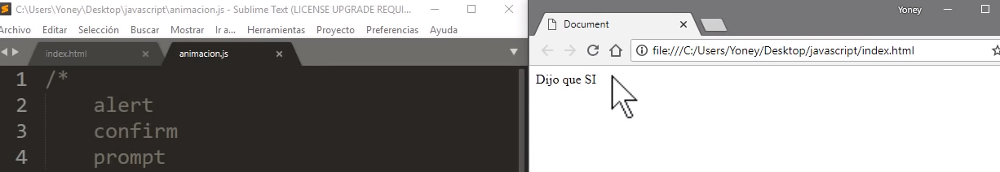 C:\Users\Yoney\Desktop\javascript\animacion.js - Sublime Text (LICENSE UPGRADE REQUI...
Archivo Editar Selección Buscar Mostrar Ir a... Herramientas Proyecto Preferencias Ayuda
index.html animacion.js
1 /*
2 alert
3 confirm
4 prompt
Yoney
Document
file:///C:/Users/Yoney/Desktop/javascript/index.html
Dijo que SI